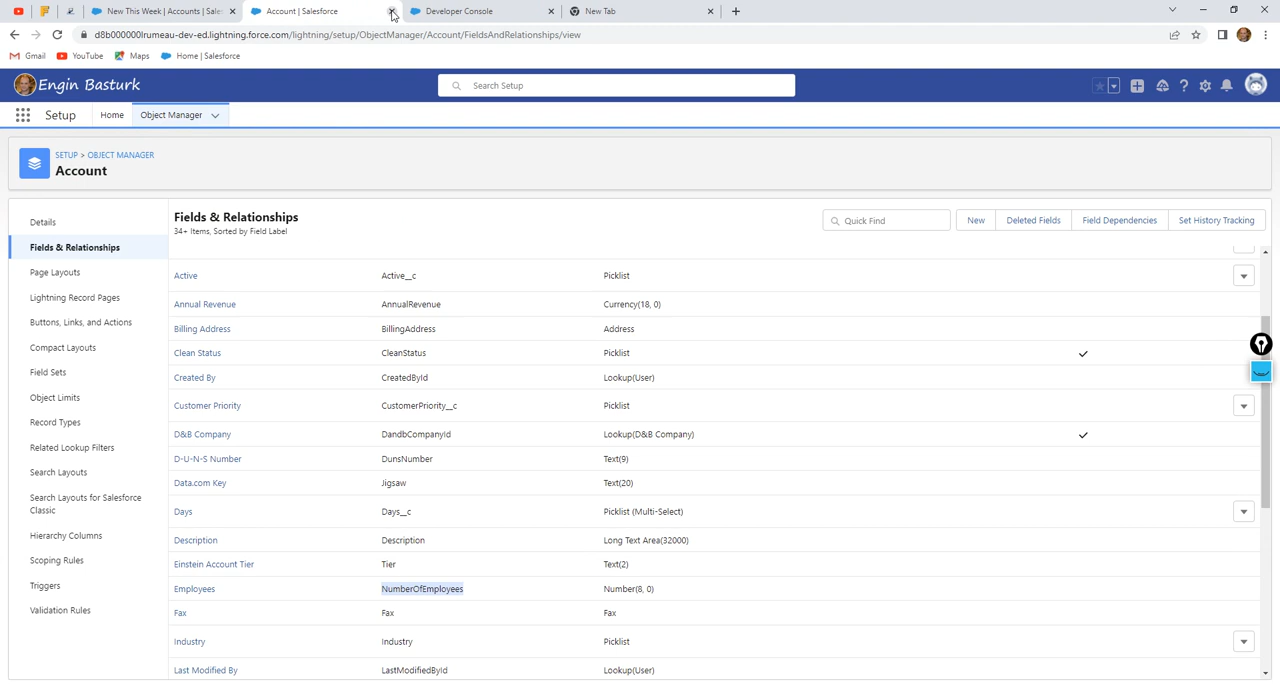 New This Week | Accounts | Sales
Account | Salesforce
Developer Console
New Tab
d8b000000lrumeau-dev-ed.lightning.force.com/lightning/setup/ObjectManager/Account/FieldsAndRelationships/view
Gmail YouTube Maps Home | Salesforce
Engin Basturk
Search Setup
Setup Home Object Manager
SETUP > OBJECT MANAGER
Account
Details
Fields & Relationships
Page Layouts
Lightning Record Pages
Buttons, Links, and Actions
Compact Layouts
Field Sets
Object Limits
Record Types
Related Lookup Filters
Search Layouts
Search Layouts for Salesforce
Classic
Hierarchy Columns
Scoping Rules
Triggers
Validation Rules
Fields & Relationships
34+ Items, Sorted by Field Label
Quick Find
New Deleted Fields Field Dependencies Set History Tracking
Active Active__c Picklist
Annual Revenue AnnualRevenue Currency(18, 0)
Billing Address BillingAddress Address
Clean Status CleanStatus Picklist
Created By CreatedById Lookup(User)
Customer Priority CustomerPriority__c Picklist
D&B Company DandbCompanyId Lookup(D&B Company)
D-U-N-S Number DunsNumber Text(9)
Data.com Key Jigsaw Text(20)
Days Days__c Picklist (Multi-Select)
Description Description Long Text Area(32000)
Einstein Account Tier Tier Text(2)
Employees NumberOfEmployees Number(8, 0)
Fax Fax Fax
Industry Industry Picklist
Last Modified By LastModifiedById Lookup(User)